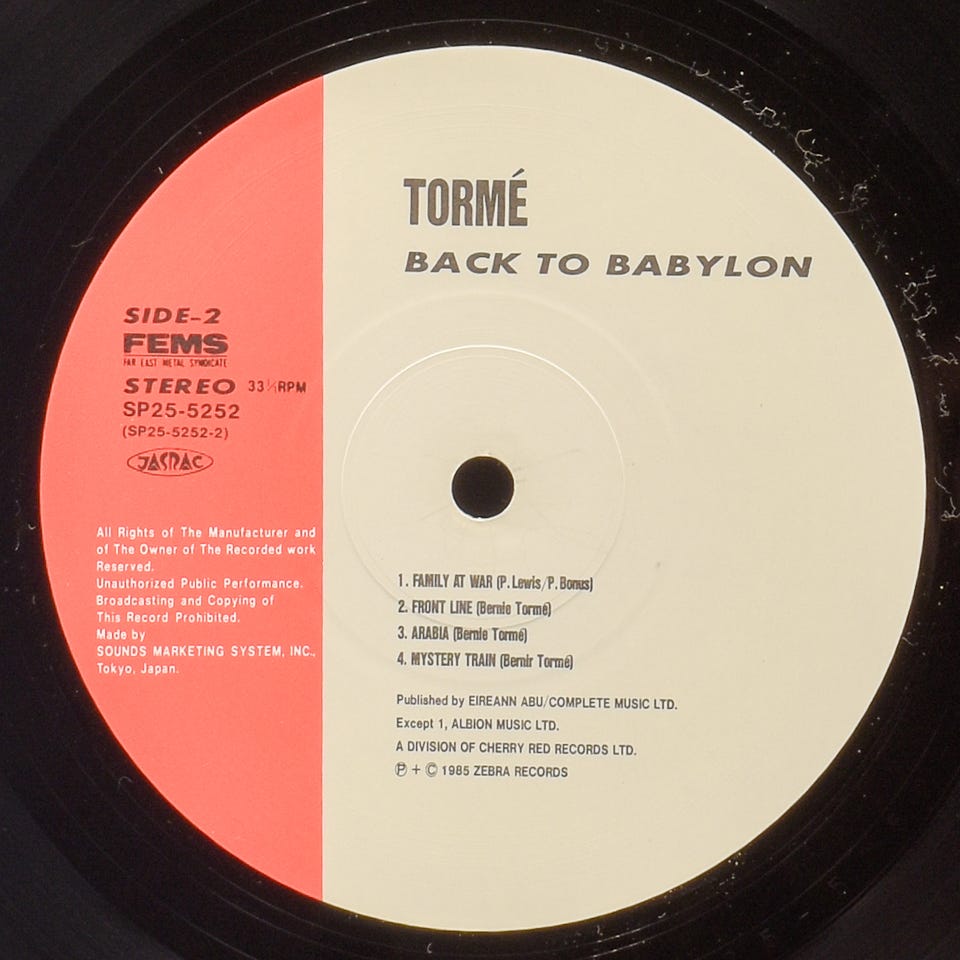 TORMÉ
BACK TO BABYLON
SIDE-2
FEMS
FAR EAST METAL SYNDICATE
STEREO 33⅓RPM
SP25-5252
(SP25-5252-2)
JASRAC
All Rights of The Manufacturer and
of The Owner of The Recorded work
Reserved.
Unauthorized Public Performance.
Broadcasting and Copying of
This Record Prohibited.
Made by
SOUNDS MARKETING SYSTEM, INC.,
Tokyo, Japan.
1. FAMILY AT WAR (P. Lewis/P. Bonus)
2. FRONT LINE (Bernie Tormé)
3. ARABIA (Bernie Tormé)
4. MYSTERY TRAIN (Bernir Tormé)
Published by EIREANN ABU/COMPLETE MUSIC LTD.
Except 1, ALBION MUSIC LTD.
A DIVISION OF CHERRY RED RECORDS LTD.
℗ + © 1985 ZEBRA RECORDS